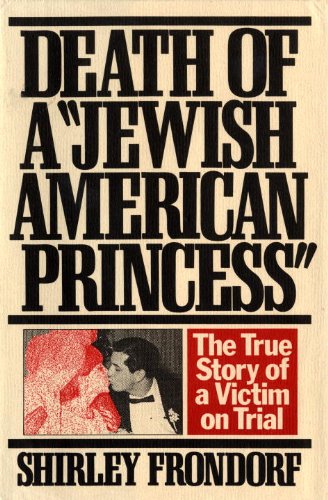 DEATH OF
A "JEWISH
AMERICAN
PRINCESS"
The True
Story of
a Victim
on Trial
SHIRLEY FRONDORF